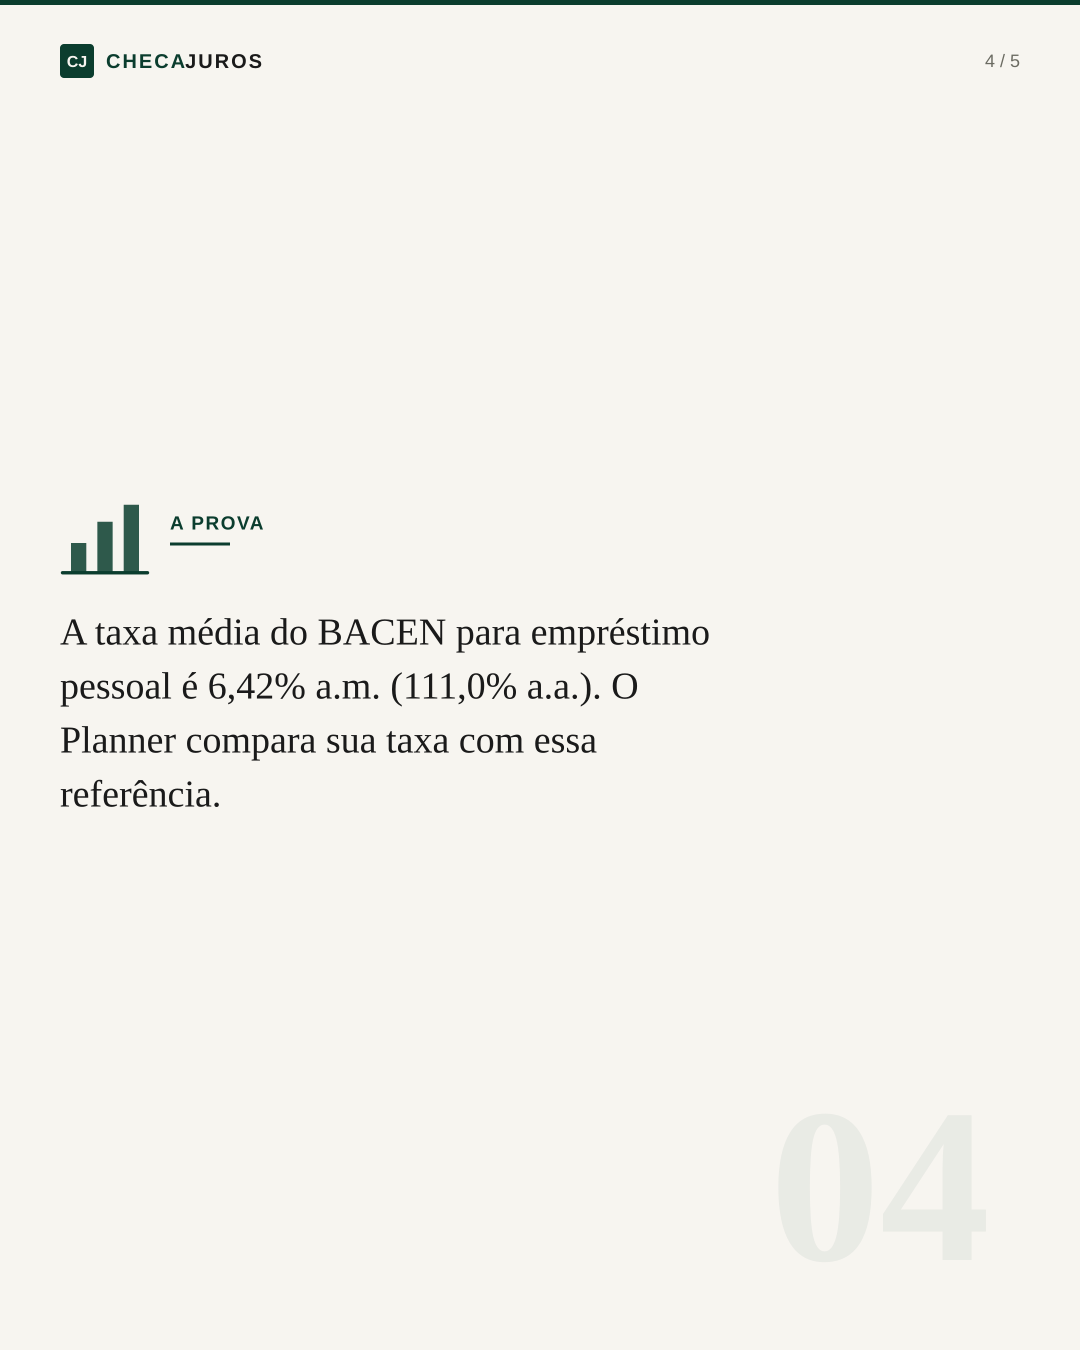 CJ CHECAJUROS
4 / 5
A PROVA
A taxa média do BACEN para empréstimo
pessoal é 6,42% a.m. (111,0% a.a.). O
Planner compara sua taxa com essa
referência.
04